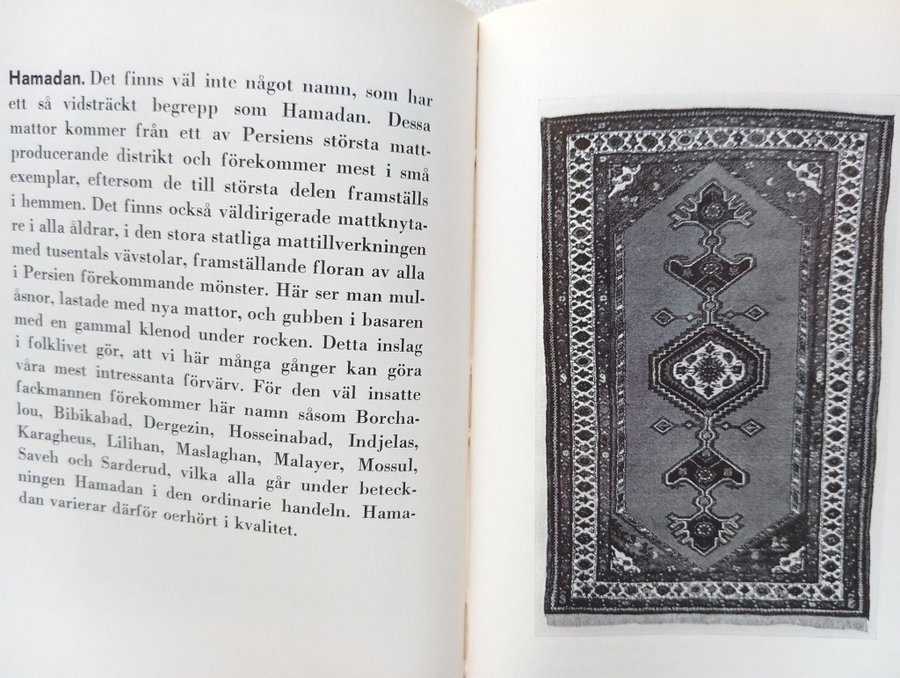 Hamadan. Det finns väl inte något namn, som har
ett så vidsträckt begrepp som Hamadan. Dessa
mattor kommer från ett av Persiens största matt-
producerande distrikt och förekommer mest i små
exemplar, eftersom de till största delen framställs
i hemmen. Det finns också väldirigerade mattknyta-
re i alla åldrar, i den stora statliga mattillverkningen
med tusentals vävstolar, framställande floran av alla
i Persien förekommande mönster. Här ser man mul-
åsnor, lastade med nya mattor, och gubben i basaren
med en gammal klenod under rocken. Detta inslag
i folklivet gör, att vi här många gånger kan göra
våra mest intressanta förvärv. För den väl insatte
fackmannen förekommer här namn såsom Borcha-
lou, Bibikabad, Dergezin, Hosseinabad, Indjelas,
Karagheus, Lilihan, Maslaghan, Malayer, Mossul,
Saveh och Sarderud, vilka alla går under beteck-
ningen Hamadan i den ordinarie handeln. Hama-
dan varierar därför oerhört i kvalitet.